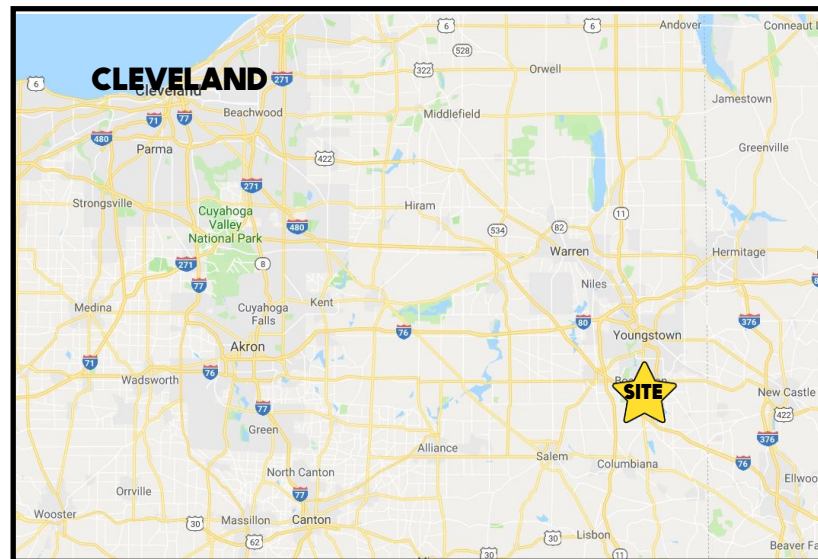 6
6
Andover
Conneaut L
528
322
Orwell
CLEVELAND
Cleveland
271
6
Jamestown
Beachwood
Middlefield
71
77
480
Parma
422
Greenville
271
Strongsville
Cuyahoga
Valley
National Park
Hiram
11
480
534
82
Warren
Hermitage
271
8
77
Niles
Medina
Cuyahoga
Falls
Kent
80
376
76
Youngstown
Akron
71
76
Wadsworth
SITE
New Castle
422
77
Green
376
Alliance
Salem
Columbiana
76
North Canton
Ellwo
Orrville
77
Wooster
30
Massillon
Canton
62
30
30
Lisbon
11
Beaver Fa